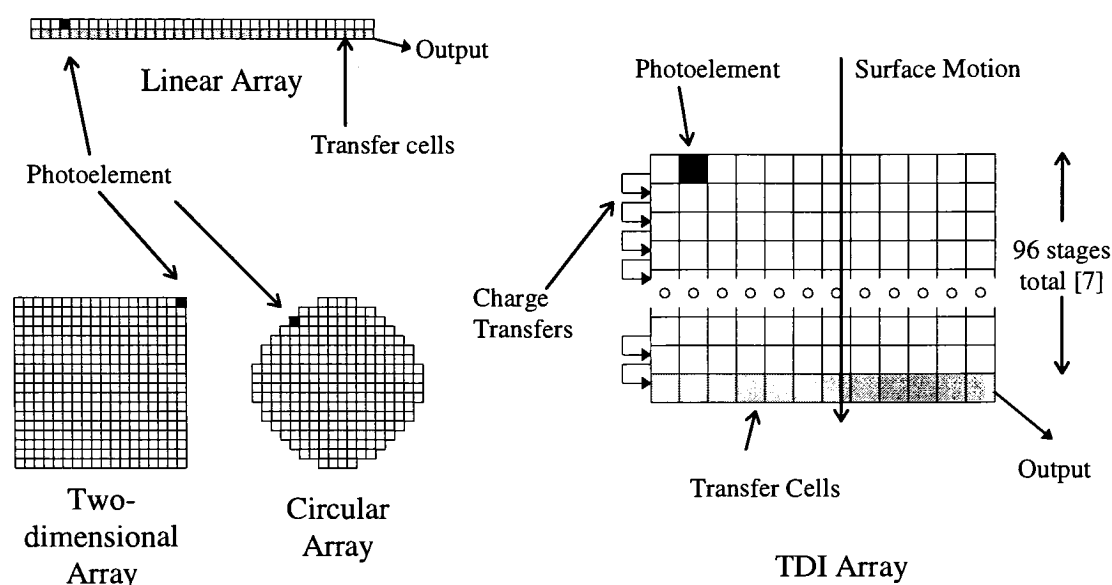 Output
Linear Array
Transfer cells
Photoelement
Two-
dimensional
Array
Circular
Array
Photoelement
Surface Motion
Charge
Transfers
96 stages
total [7]
Transfer Cells
Output
TDI Array